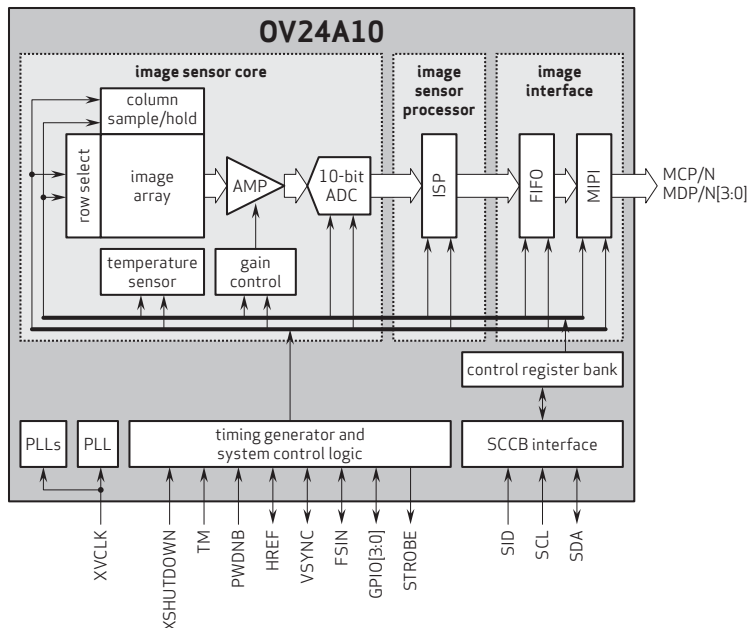 OV24A10
image sensor core
image
sensor
processor
image
interface
column
sample/hold
row select
image
array
AMP
10-bit
ADC
ISP
FIFO
MIPI
MCP/N
MDP/N[3:0]
temperature
sensor
gain
control
control register bank
PLLs
PLL
timing generator and
system control logic
SCCB interface
XVCLK
XSHUTDOWN
TM
PWDNB
HREF
VSYNC
FSIN
GPIO[3:0]
STROBE
SID
SCL
SDA